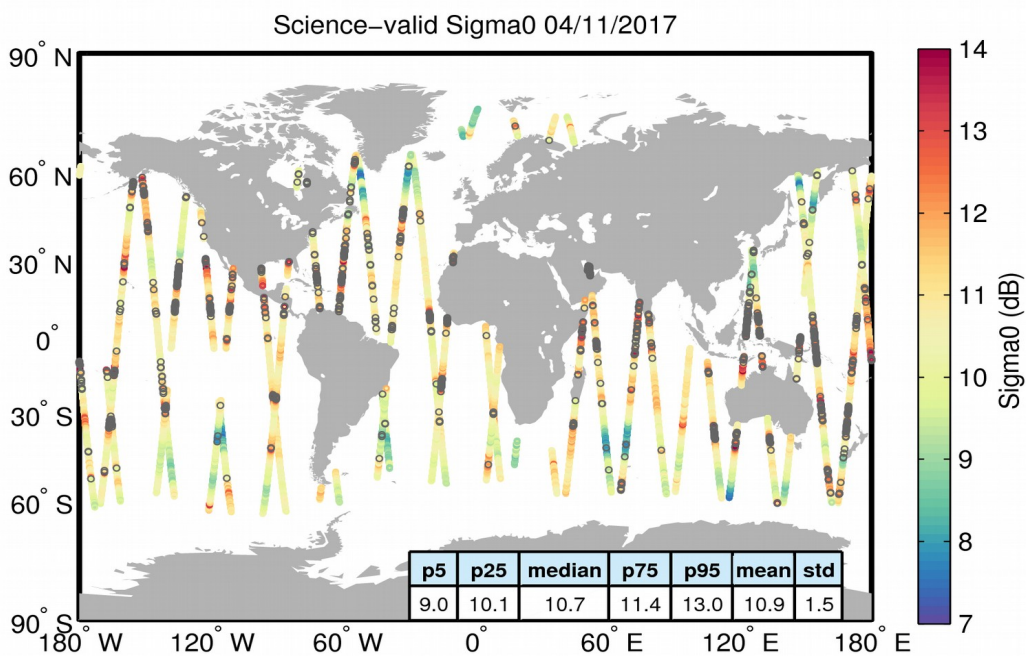 Science−valid Sigma0 04/11/2017
90° N
60° N
30° N
0°
30° S
60° S
90° S
180° W
120° W
60° W
0°
60° E
120° E
180° E
14
13
12
11
10
9
8
7
Sigma0 (dB)
p5 p25 median p75 p95 mean std
9.0 10.1 10.7 11.4 13.0 10.9 1.5